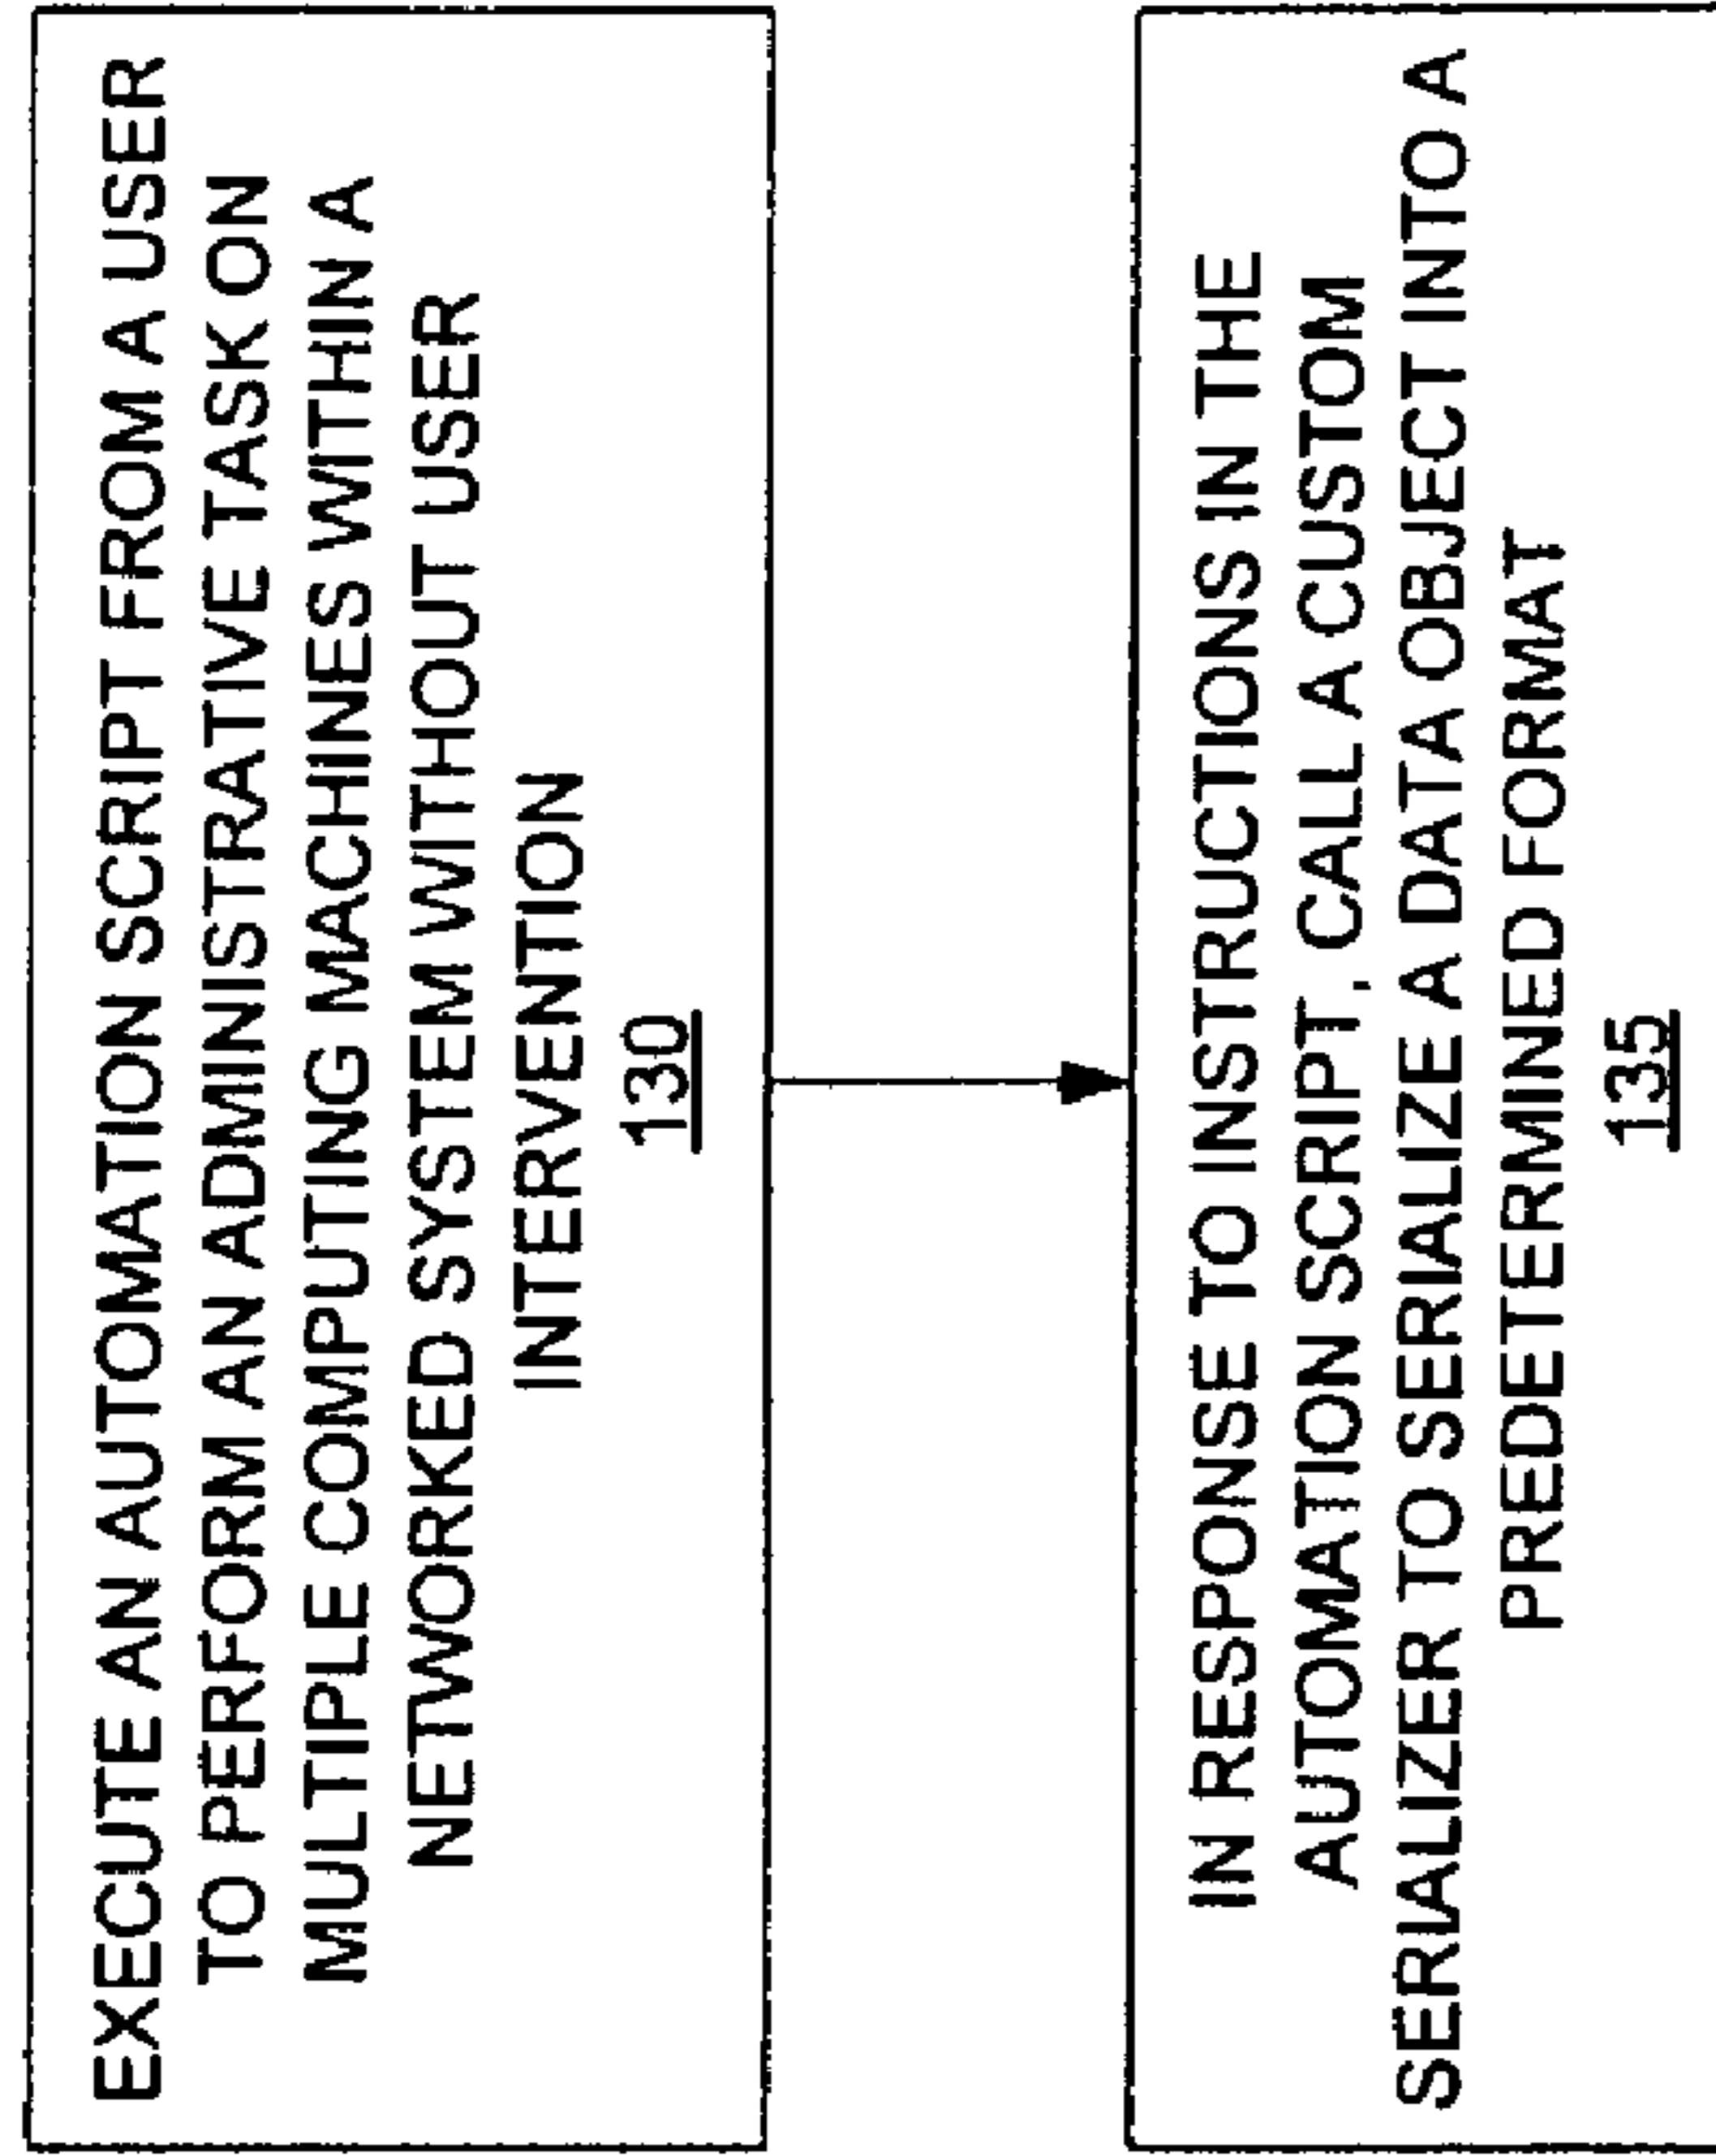 EXECUTE AN AUTOMATION SCRIPT FROM A USER
TO PERFORM AN ADMINISTRATIVE TASK ON
MULTIPLE COMPUTING MACHINES WITHIN A
NETWORKED SYSTEM WITHOUT USER
INTERVENTION
130
IN RESPONSE TO INSTRUCTIONS IN THE
AUTOMATION SCRIPT, CALL A CUSTOM
SERIALIZER TO SERIALIZE A DATA OBJECT INTO A
PREDETERMINED FORMAT
135